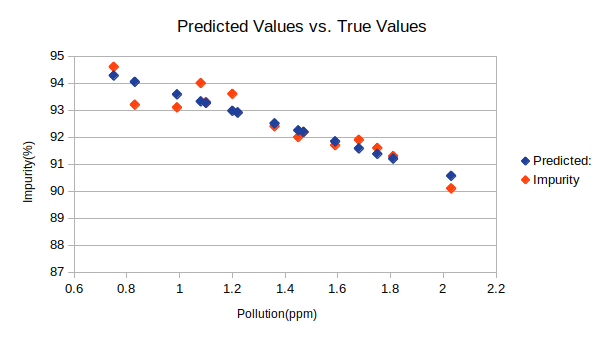 Predicted Values vs. True Values
95
94
93
92
91
90
89
88
87
Impurity(%)
0.6 0.8 1 1.2 1.4 1.6 1.8 2 2.2
Pollution(ppm)
Predicted:
Impurity